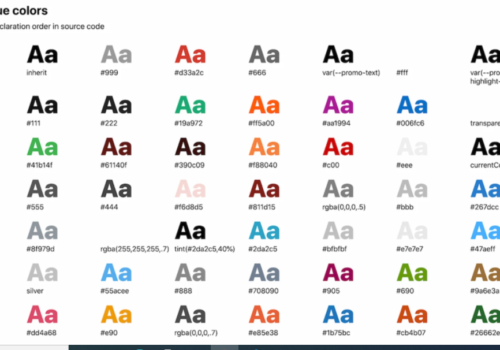 ue colors
claration order in source code
Aa Aa Aa Aa Aa Aa
inherit #999 #d33a2c #666 var(--promo-text) #fff var(--pro
highlight-
Aa Aa Aa Aa Aa Aa
#111 #222 #19a972 #ff5a00 #aa1994 #006fc6 transpare
Aa Aa Aa Aa Aa Aa Aa
#41b14f #61140f #390c09 #f88040 #c00 #eee currentCo
Aa Aa Aa Aa Aa Aa Aa
#555 #444 #f6d8d5 #811d15 rgba(0,0,0,.5) #bbb #267dcc
Aa Aa Aa Aa Aa Aa
#8f979d rgba(255,255,255,.7) tint(#2da2c5,40%) #2da2c5 #bfbfbf #e7e7e7 #47aeff
Aa Aa Aa Aa Aa Aa Aa
silver #55acee #888 #708090 #905 #690 #9a6e3a
Aa Aa Aa Aa Aa Aa Aa
#dd4a68 #e90 rgba(0,0,0,.7) #e85e38 #1b75bc #cb4b07 #26662e